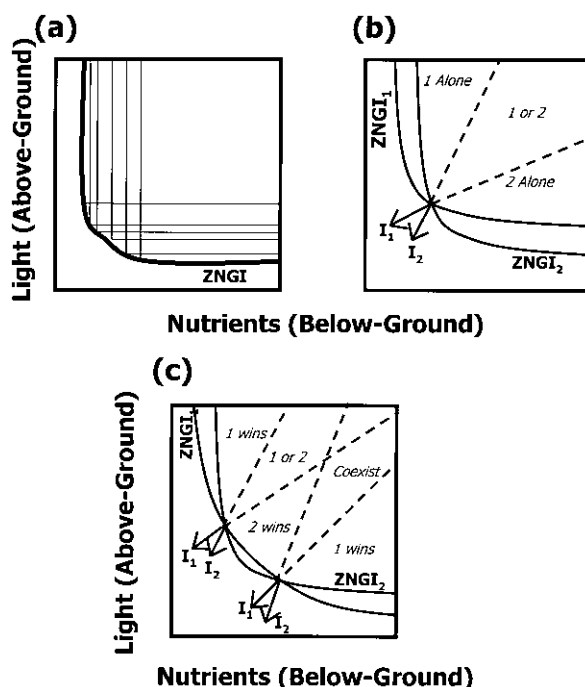 (a)
Light (Above-Ground)
ZNGI
(b)
ZNGI1
1 Alone
1 or 2
2 Alone
I1
I2
ZNGI2
Nutrients (Below-Ground)
(c)
Light (Above-Ground)
ZNGI1
1 wins
1 or 2
Coexist
2 wins
1 wins
I1
I2
ZNGI2
I1
I2
Nutrients (Below-Ground)